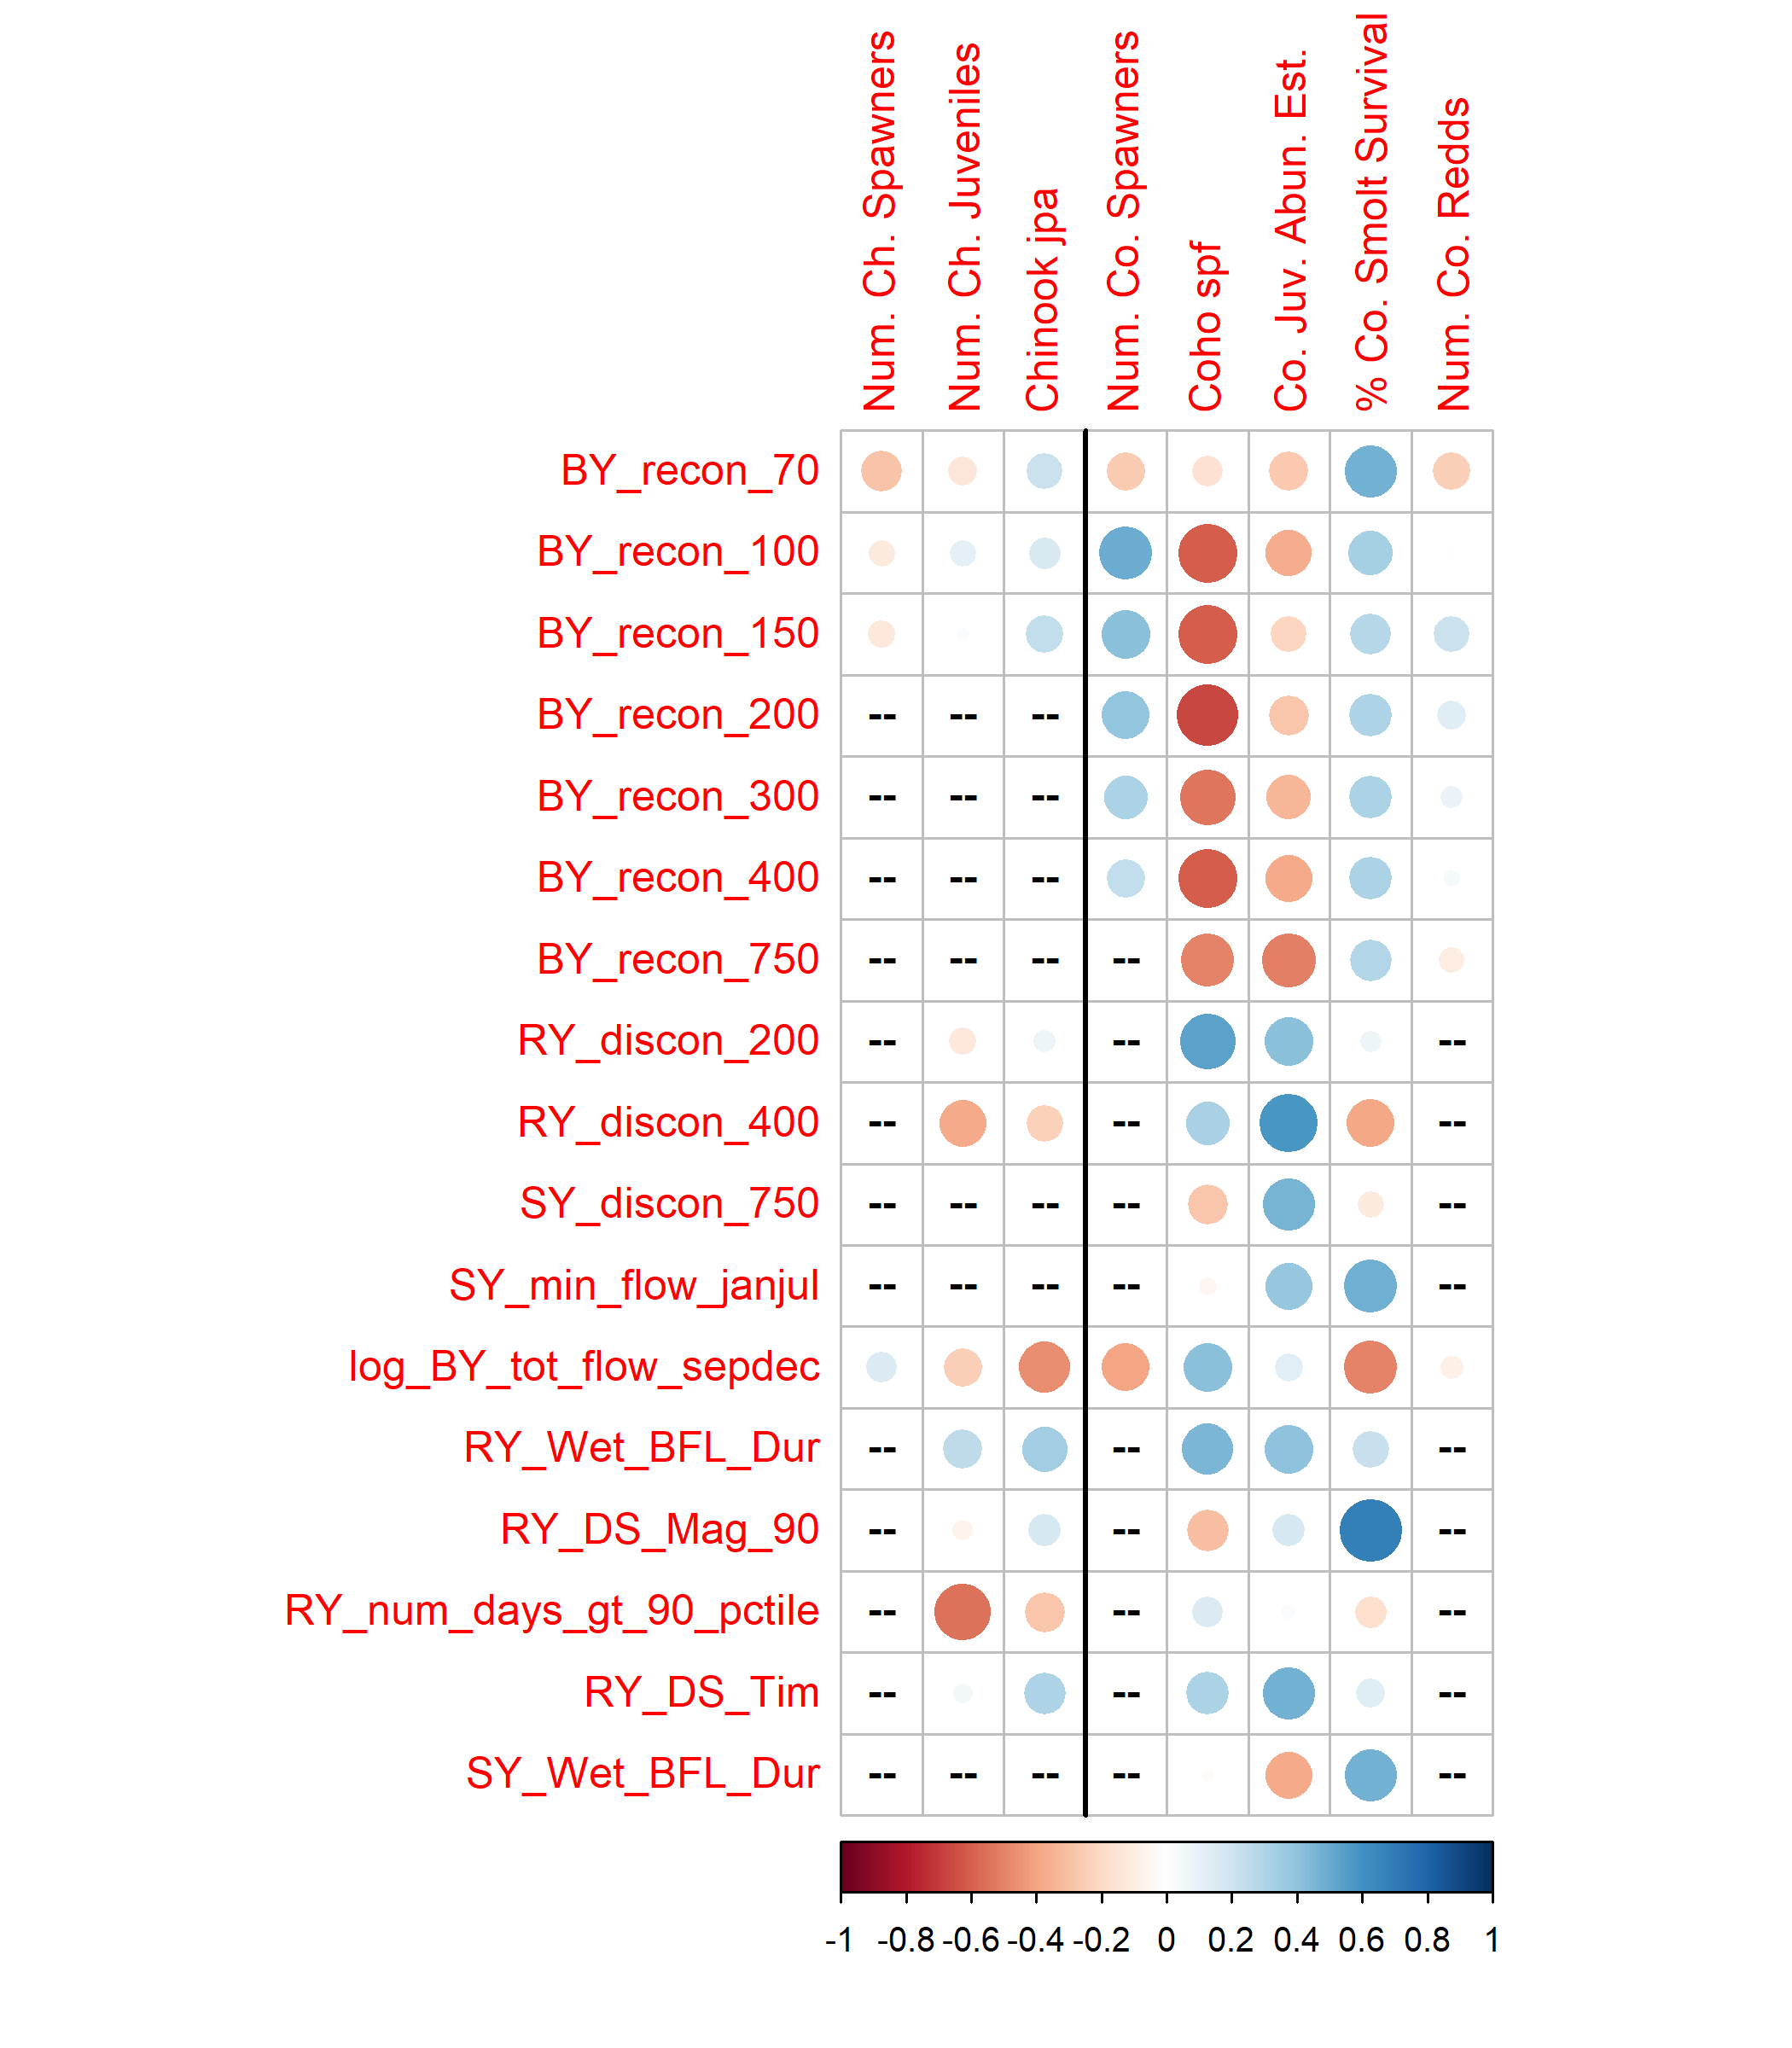 Num. Ch. Spawners
Num. Ch. Juveniles
Chinook jpa
Num. Co. Spawners
Coho spf
Co. Juv. Abun. Est.
% Co. Smolt Survival
Num. Co. Redds
BY_recon_70
BY_recon_100
BY_recon_150
BY_recon_200 -- -- --
BY_recon_300 -- -- --
BY_recon_400 -- -- --
BY_recon_750 -- -- -- --
RY_discon_200 -- -- --
RY_discon_400 -- -- --
SY_discon_750 -- -- -- -- --
SY_min_flow_janjul -- -- -- -- --
log_BY_tot_flow_sepdec
RY_Wet_BFL_Dur -- -- --
RY_DS_Mag_90 -- -- --
RY_num_days_gt_90_pctile -- -- --
RY_DS_Tim -- -- --
SY_Wet_BFL_Dur -- -- -- -- --
-1 -0.8 -0.6 -0.4 -0.2 0 0.2 0.4 0.6 0.8 1